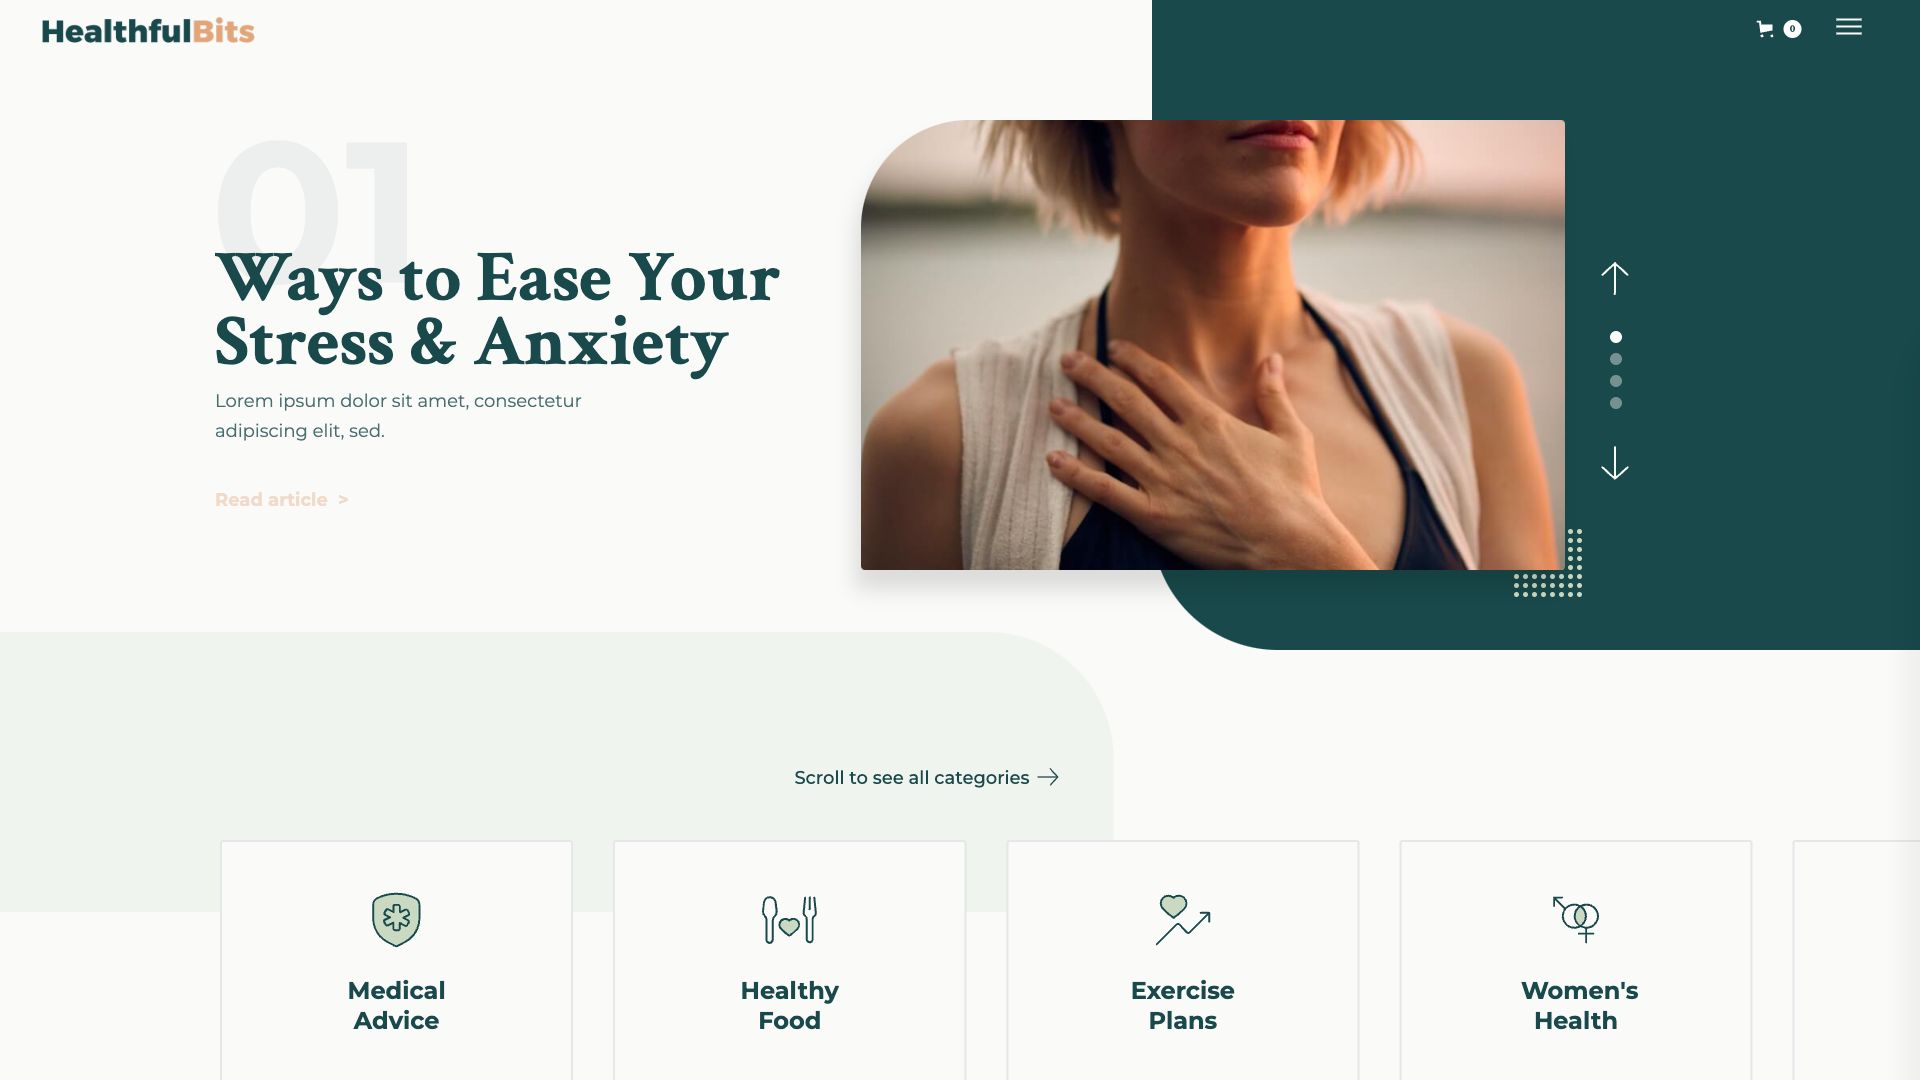 HealthfulBits
0
01
Ways to Ease Your
Stress & Anxiety
Lorem ipsum dolor sit amet, consectetur
adipiscing elit, sed.
Read article >
Scroll to see all categories
Medical
Advice
Healthy
Food
Exercise
Plans
Women's
Health